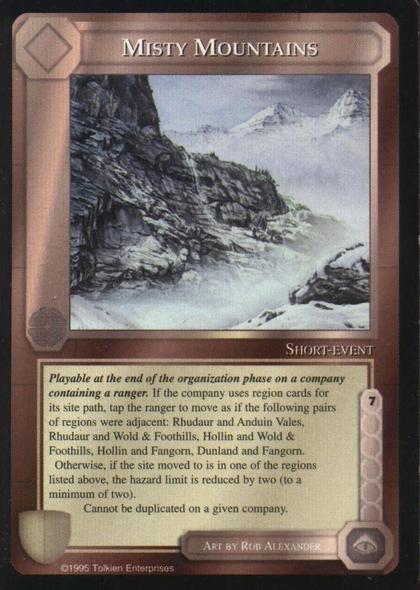 MISTY MOUNTAINS
SHORT-EVENT
Playable at the end of the organization phase on a company
containing a ranger. If the company uses region cards for
its site path, tap the ranger to move as if the following pairs
of regions were adjacent: Rhudaur and Anduin Vales,
Rhudaur and Wold & Foothills, Hollin and Wold &
Foothills, Hollin and Fangorn, Dunland and Fangorn.
Otherwise, if the site moved to is in one of the regions
listed above, the hazard limit is reduced by two (to a
minimum of two).
Cannot be duplicated on a given company.
7
ART BY ROB ALEXANDER
©1995 Tolkien Enterprises